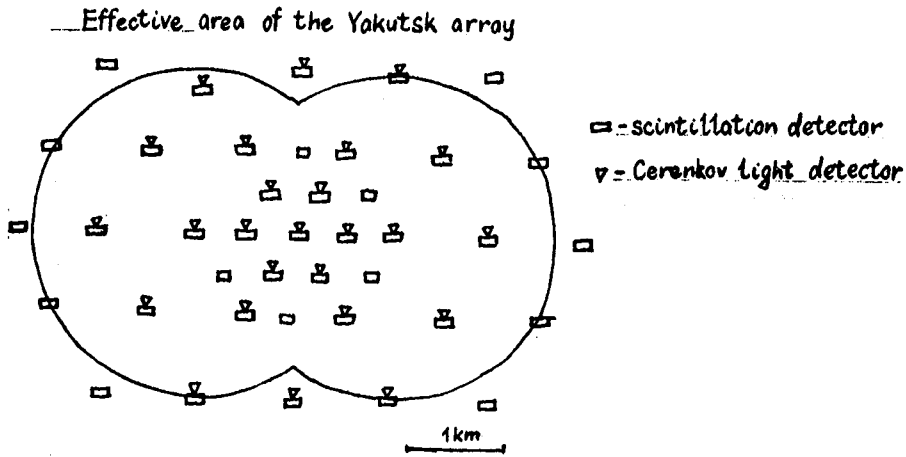 Effective area of the Yakutsk array
- scintillation detector
- Cerenkov light detector
1km